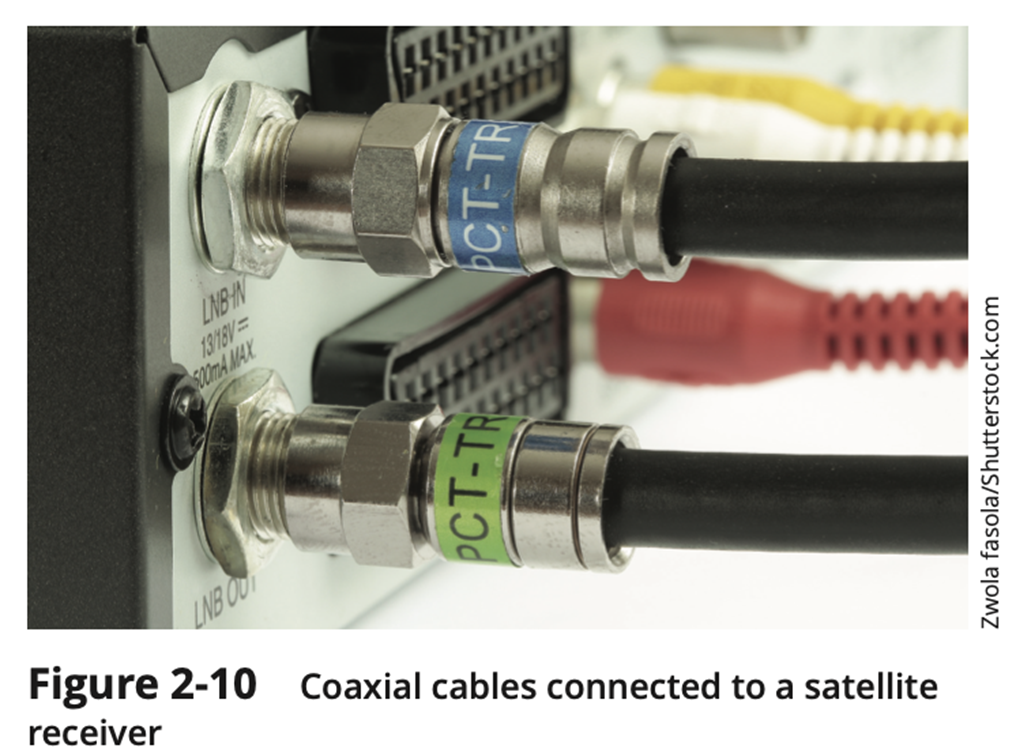 PCT-TR
LNB IN
13/18V ⎓
500mA MAX.
PCT-TR
LNB OUT
Zwola fasola/Shutterstock.com
Figure 2-10 Coaxial cables connected to a satellite
receiver